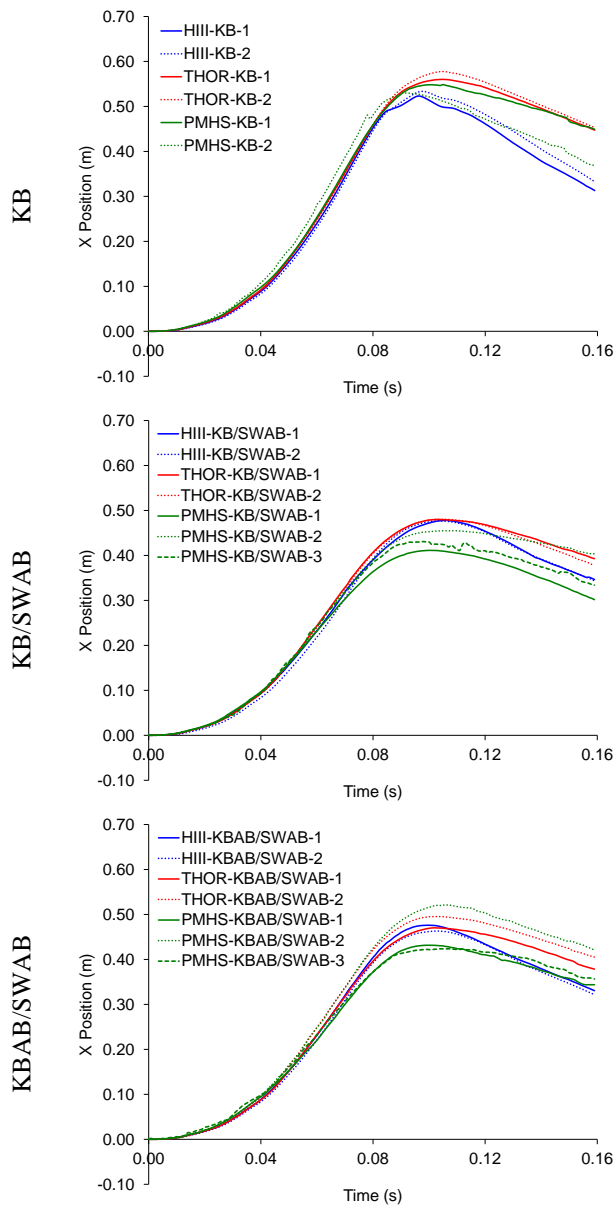 KB
X Position (m)
0.70
0.60
0.50
0.40
0.30
0.20
0.10
0.00
-0.10
HIII-KB-1
HIII-KB-2
THOR-KB-1
THOR-KB-2
PMHS-KB-1
PMHS-KB-2
0.00 0.04 0.08 0.12 0.16
Time (s)
KB/SWAB
X Position (m)
0.70
0.60
0.50
0.40
0.30
0.20
0.10
0.00
-0.10
HIII-KB/SWAB-1
HIII-KB/SWAB-2
THOR-KB/SWAB-1
THOR-KB/SWAB-2
PMHS-KB/SWAB-1
PMHS-KB/SWAB-2
PMHS-KB/SWAB-3
0.00 0.04 0.08 0.12 0.16
Time (s)
KBAB/SWAB
X Position (m)
0.70
0.60
0.50
0.40
0.30
0.20
0.10
0.00
-0.10
HIII-KBAB/SWAB-1
HIII-KBAB/SWAB-2
THOR-KBAB/SWAB-1
THOR-KBAB/SWAB-2
PMHS-KBAB/SWAB-1
PMHS-KBAB/SWAB-2
PMHS-KBAB/SWAB-3
0.00 0.04 0.08 0.12 0.16
Time (s)